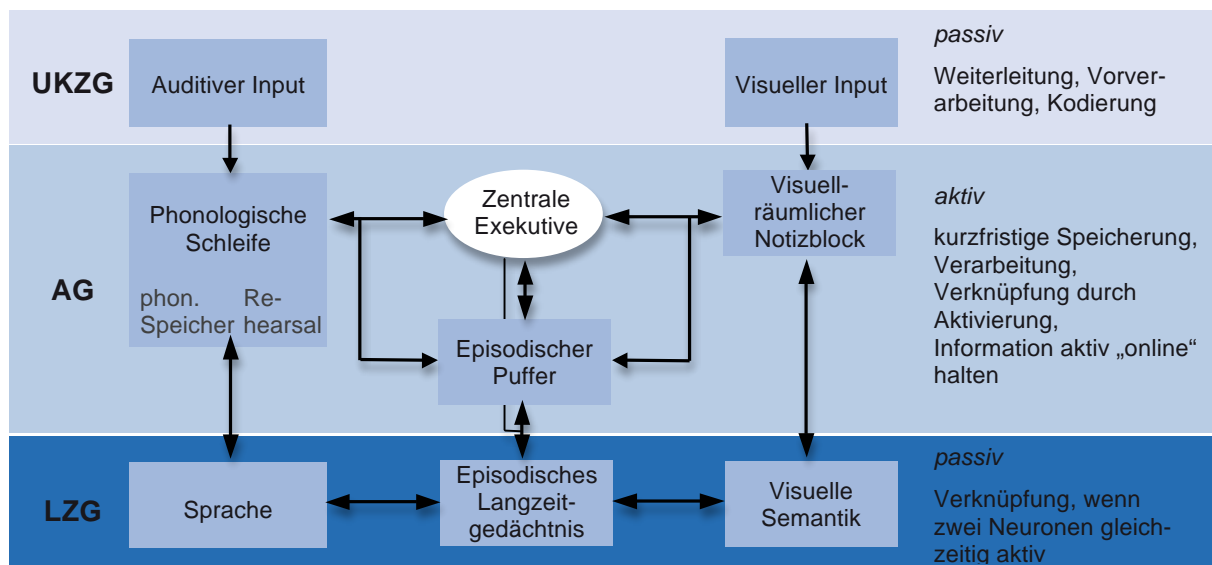 UKZG
Auditiver Input
Visueller Input
passiv
Weiterleitung, Vorver-
arbeitung, Kodierung
AG
Phonologische
Schleife
phon. Re-
Speicher hearsal
Zentrale
Exekutive
Episodischer
Puffer
Visuell-
räumlicher
Notizblock
aktiv
kurzfristige Speicherung,
Verarbeitung,
Verknüpfung durch
Aktivierung,
Information aktiv „online“
halten
LZG
Sprache
Episodisches
Langzeit-
gedächtnis
Visuelle
Semantik
passiv
Verknüpfung, wenn
zwei Neuronen gleich-
zeitig aktiv